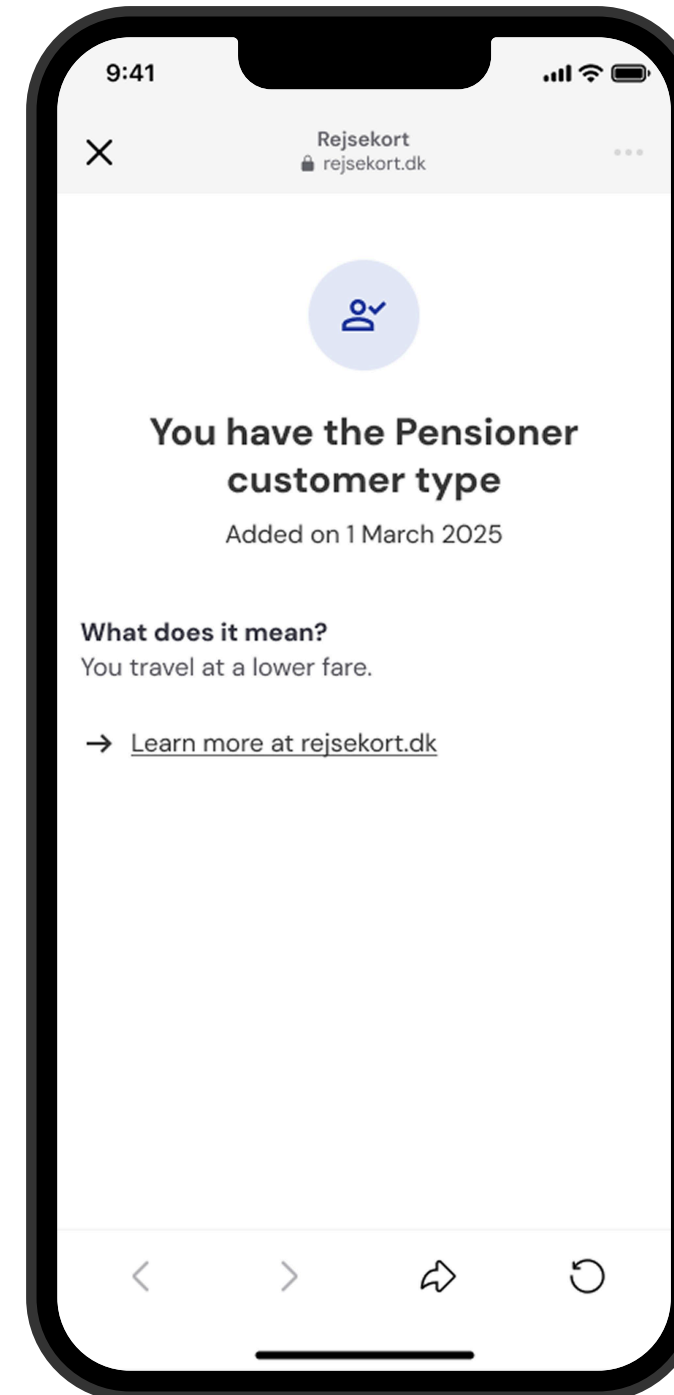 9:41
Rejsekort
rejsekort.dk
You have the Pensioner
customer type
Added on 1 March 2025
What does it mean?
You travel at a lower fare.
Learn more at rejsekort.dk